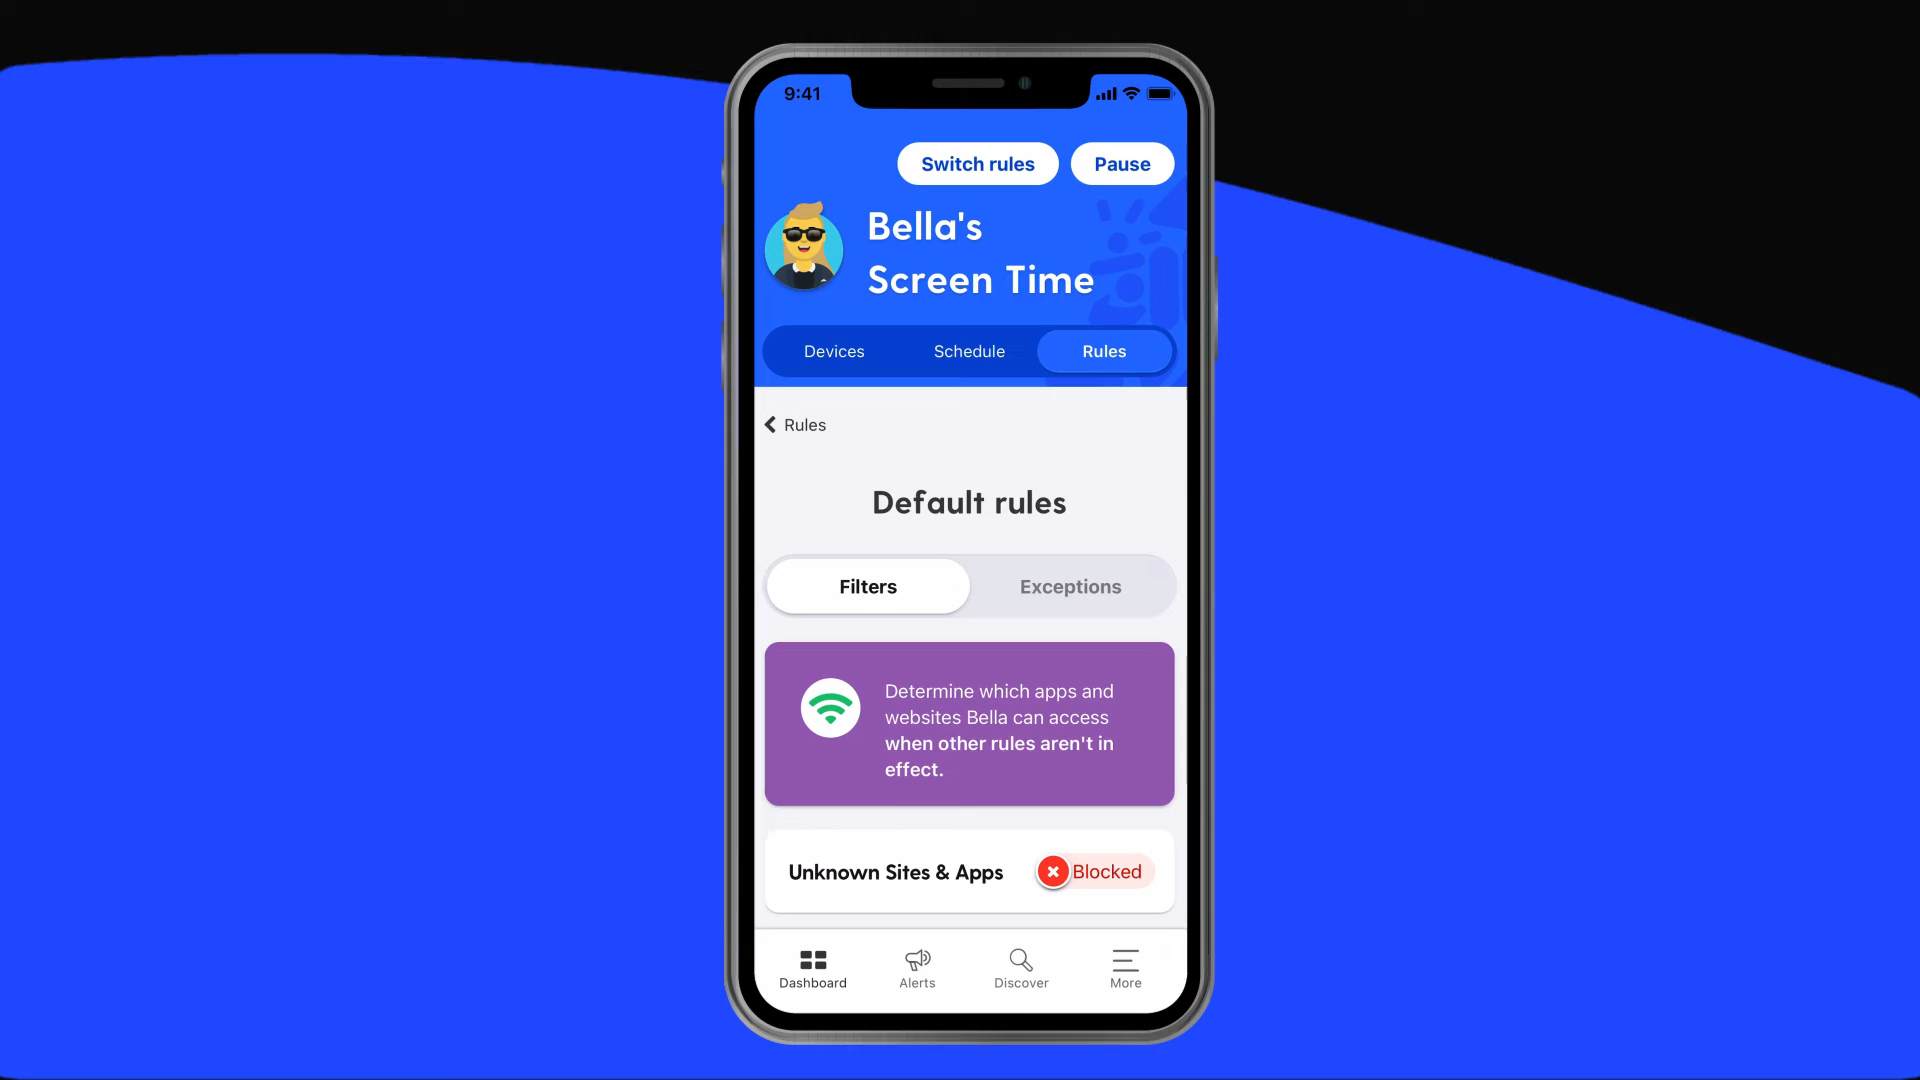 9:41
Switch rules
Pause
Bella's
Screen Time
Devices
Schedule
Rules
Rules
Default rules
Filters
Exceptions
Determine which apps and
websites Bella can access
when other rules aren't in
effect.
Unknown Sites & Apps
Blocked
Dashboard
Alerts
Discover
More